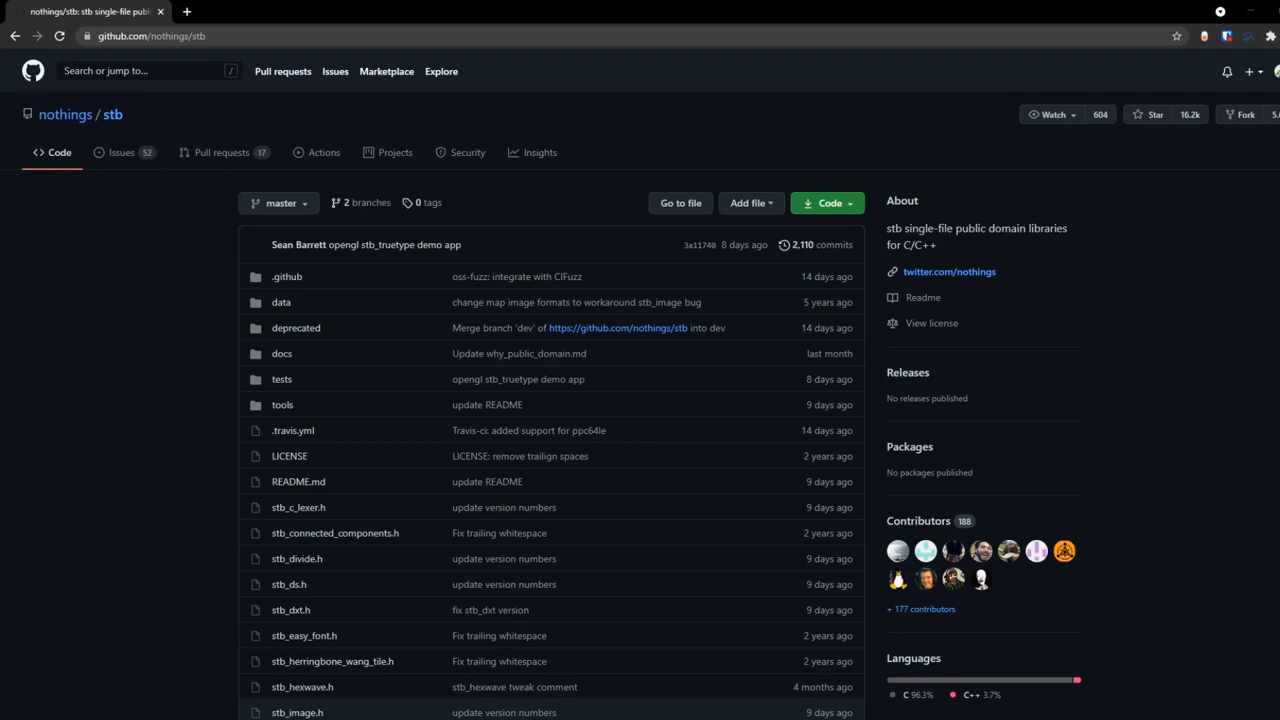 nothings/stb: stb single-file publ
github.com/nothings/stb
Search or jump to... /
Pull requests Issues Marketplace Explore
nothings / stb
Watch 604 Star 16.2k Fork
Code Issues 52 Pull requests 17 Actions Projects Security Insights
master 2 branches 0 tags Go to file Add file Code
Sean Barrett opengl stb_truetype demo app 3a11740 8 days ago 2,110 commits
.github oss-fuzz: integrate with CIFuzz 14 days ago
data change map image formats to workaround stb_image bug 5 years ago
deprecated Merge branch 'dev' of https://github.com/nothings/stb into dev 14 days ago
docs Update why_public_domain.md last month
tests opengl stb_truetype demo app 8 days ago
tools update README 9 days ago
.travis.yml Travis-ci: added support for ppc64le 14 days ago
LICENSE LICENSE: remove trailign spaces 2 years ago
README.md update README 9 days ago
stb_c_lexer.h update version numbers 9 days ago
stb_connected_components.h Fix trailing whitespace 2 years ago
stb_divide.h update version numbers 9 days ago
stb_ds.h update version numbers 9 days ago
stb_dxt.h fix stb_dxt version 9 days ago
stb_easy_font.h Fix trailing whitespace 2 years ago
stb_herringbone_wang_tile.h Fix trailing whitespace 2 years ago
stb_hexwave.h stb_hexwave tweak comment 4 months ago
stb_image.h update version numbers 9 days ago
About
stb single-file public domain libraries
for C/C++
twitter.com/nothings
Readme
View license
Releases
No releases published
Packages
No packages published
Contributors 188
+ 177 contributors
Languages
C 96.3% C++ 3.7%